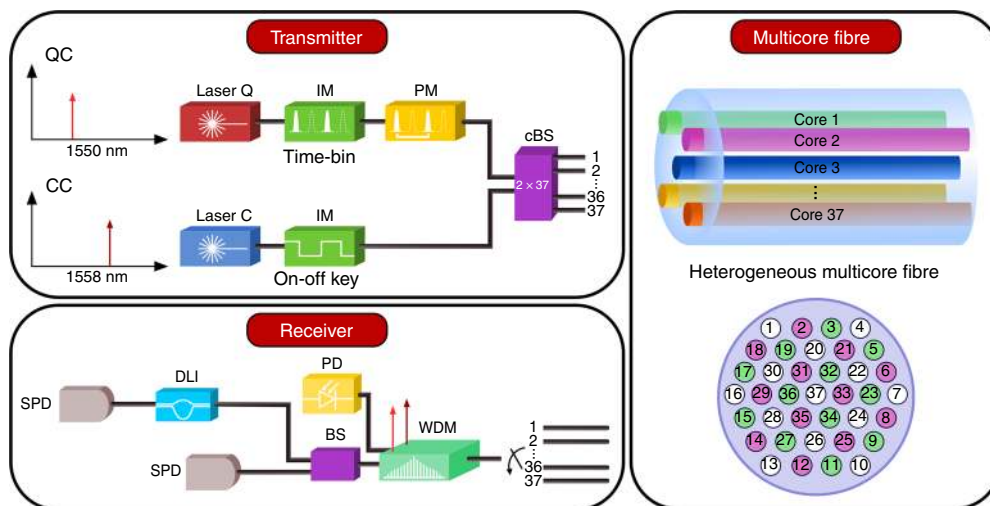 Transmitter
QC
1550 nm
Laser Q
IM
PM
Time-bin
cBS
2 × 37
1
2
⋮
36
37
CC
1558 nm
Laser C
IM
On-off key
Receiver
SPD
DLI
PD
SPD
BS
WDM
1
2
⋮
36
37
Multicore fibre
Core 1
Core 2
Core 3
⋮
Core 37
Heterogeneous multicore fibre
1 2 3 4
18 19 20 21 5
17 30 31 32 22 6
16 29 36 37 33 23 7
15 28 35 34 24 8
14 27 26 25 9
13 12 11 10